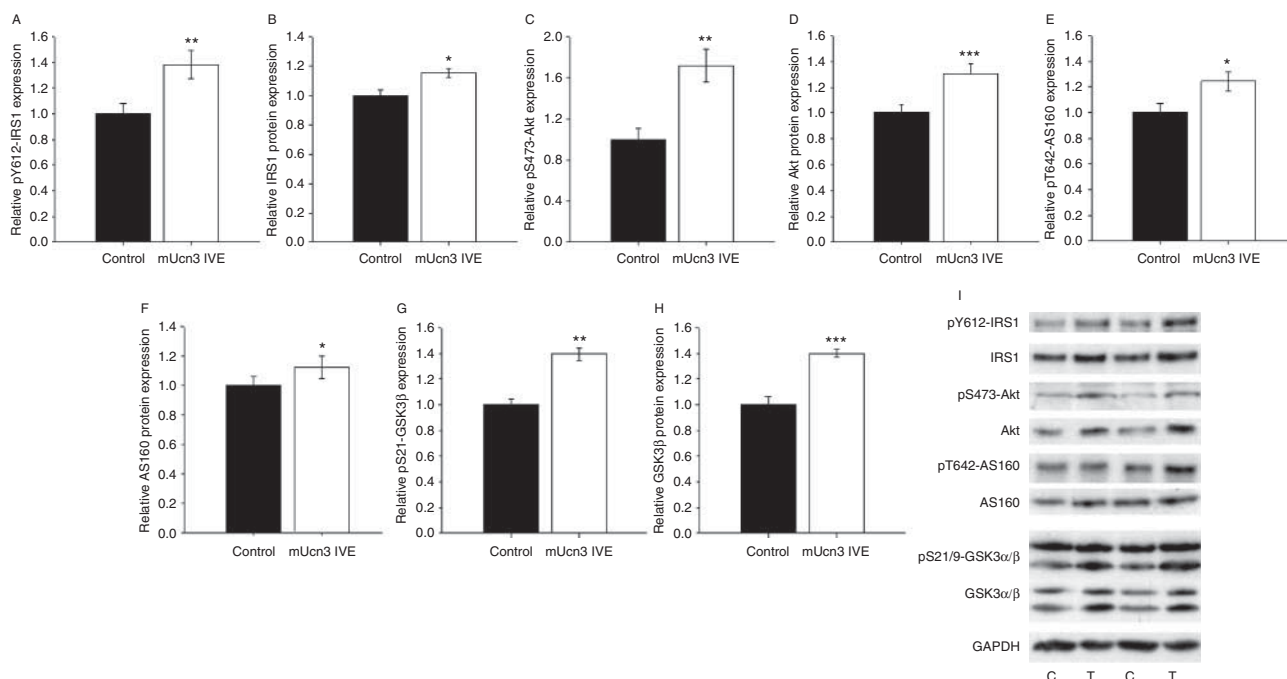 A
Relative pY612-IRS1 expression
1.6
1.4
1.2
1.0
0.8
0.6
0.4
0.2
0.0
**
Control
mUcn3 IVE
B
Relative IRS1 protein expression
1.4
1.2
1.0
0.8
0.6
0.4
0.2
0.0
*
Control
mUcn3 IVE
C
Relative pS473-Akt expression
2.0
1.6
1.2
0.8
0.4
0.0
**
Control
mUcn3 IVE
D
Relative Akt protein expression
1.6
1.4
1.2
1.0
0.8
0.6
0.4
0.2
0.0
***
Control
mUcn3 IVE
E
Relative pT642-AS160 expression
1.6
1.4
1.2
1.0
0.8
0.6
0.4
0.2
0.0
*
Control
mUcn3 IVE
F
Relative AS160 protein expression
1.4
1.2
1.0
0.8
0.6
0.4
0.2
0.0
*
Control
mUcn3 IVE
G
Relative pS21-GSK3β expression
1.6
1.4
1.2
1.0
0.8
0.6
0.4
0.2
0.0
**
Control
mUcn3 IVE
H
Relative GSK3β protein expression
1.6
1.4
1.2
1.0
0.8
0.6
0.4
0.2
0.0
***
Control
mUcn3 IVE
I
pY612-IRS1
IRS1
pS473-Akt
Akt
pT642-AS160
AS160
pS21/9-GSK3α/β
GSK3α/β
GAPDH
C T C T